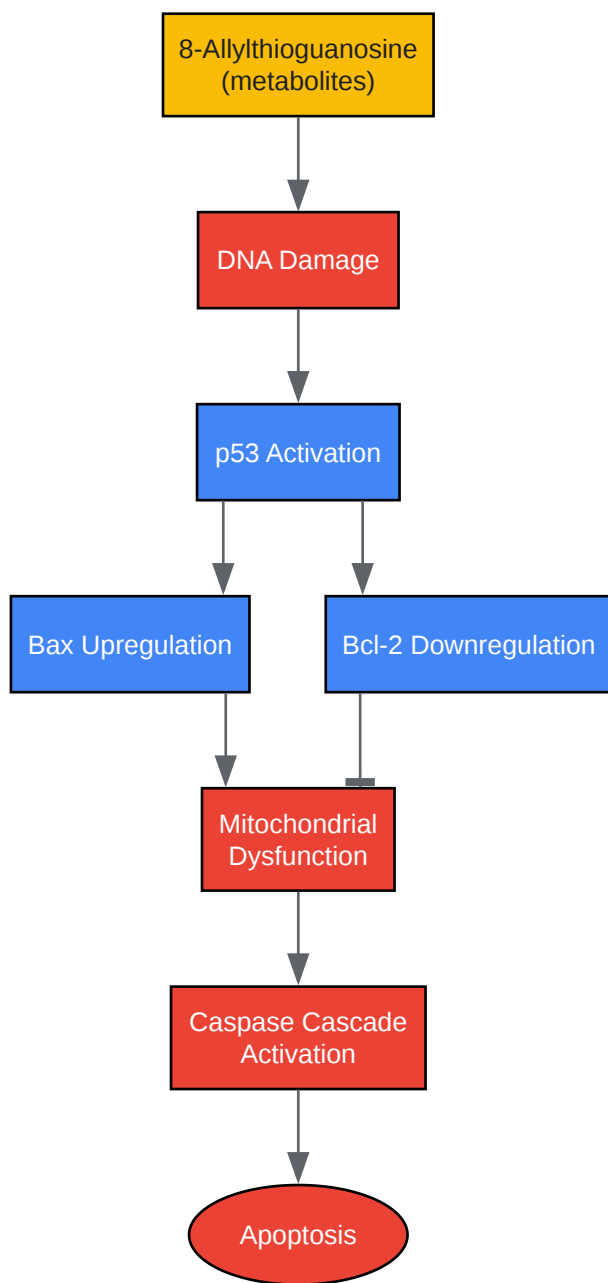 8-Allylthioguanosine
(metabolites)
DNA Damage
p53 Activation
Bax Upregulation
Bcl-2 Downregulation
Mitochondrial
Dysfunction
Caspase Cascade
Activation
Apoptosis